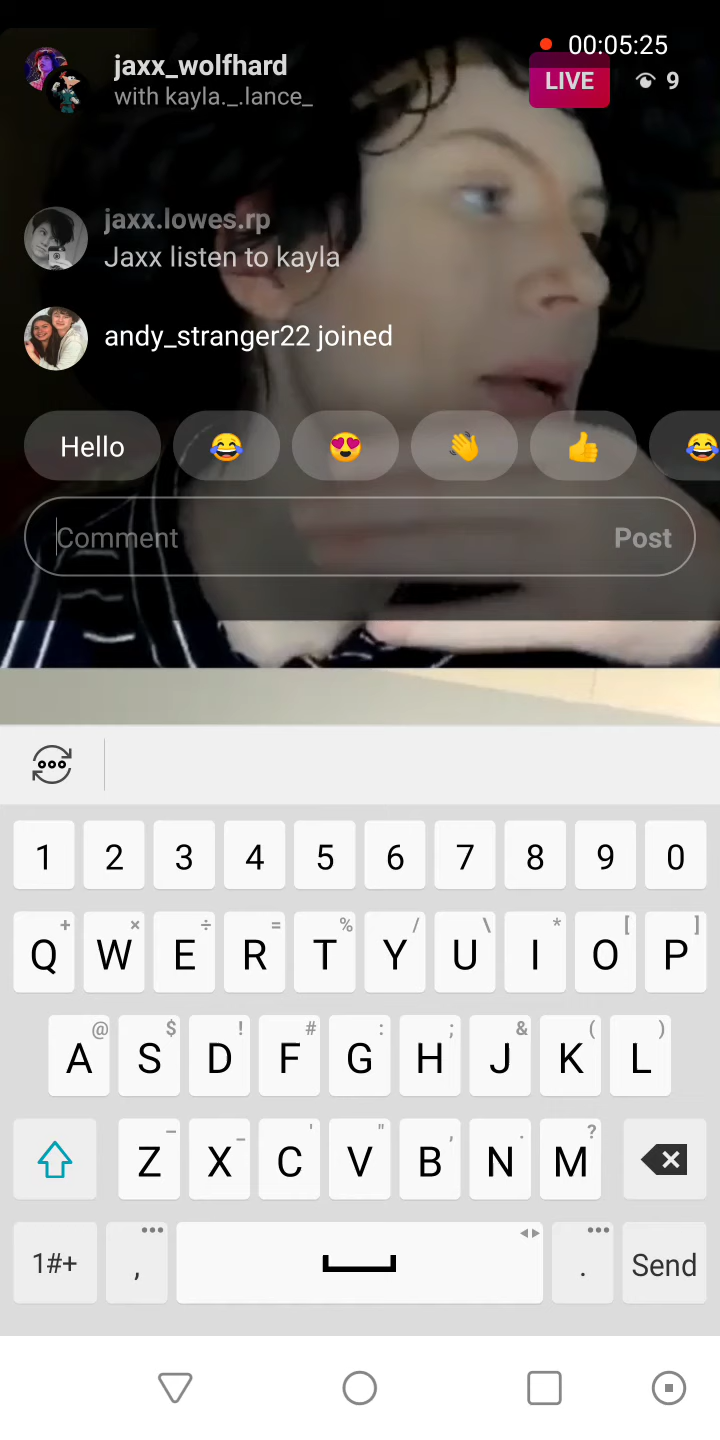 00:05:25
jaxx_wolfhard
with kayla._.lance_
LIVE
9
jaxx.lowes.rp
Jaxx listen to kayla
andy_stranger22 joined
Hello
Comment
Post
1 2 3 4 5 6 7 8 9 0
+ × ÷ = % / \ * [ ]
Q W E R T Y U I O P
@ $ ! # : ; & ( )
A S D F G H J K L
– _ ' " , . ?
Z X C V B N M
1#+ , . Send